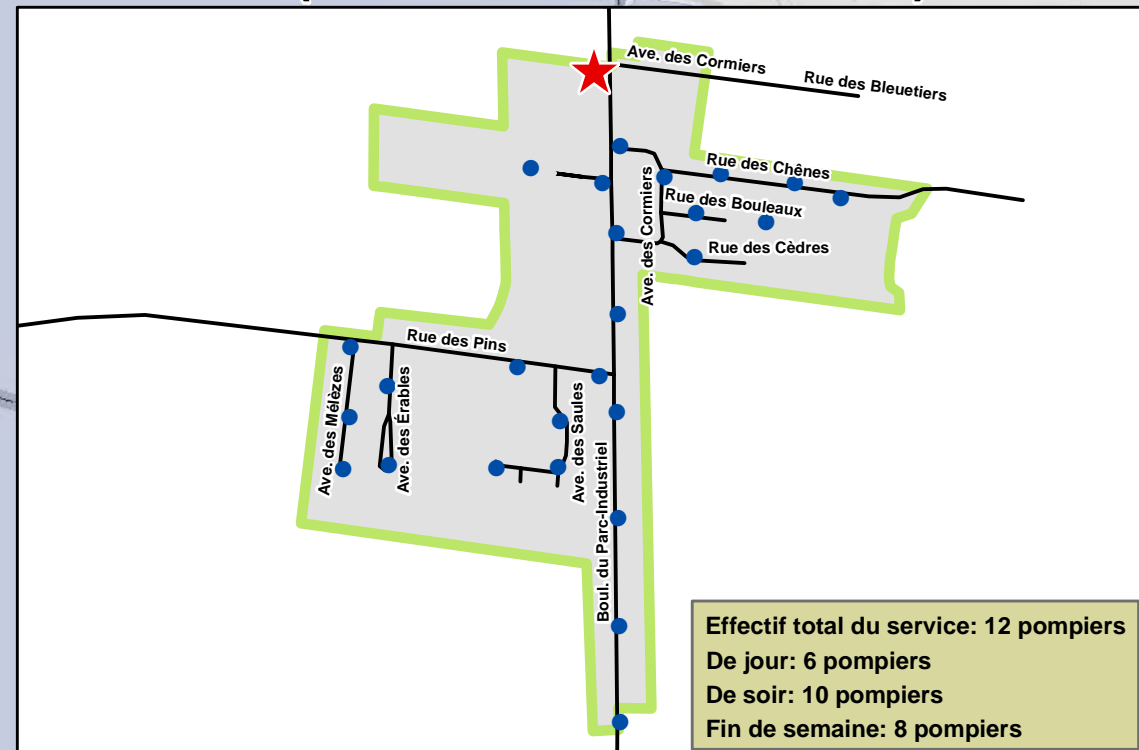 Ave. des Cormiers
Rue des Bleuetiers
Rue des Chênes
Rue des Bouleaux
Ave. des Cormiers
Rue des Cèdres
Rue des Pins
Ave. des Mélèzes
Ave. des Érables
Ave. des Saules
Boul. du Parc-Industriel
Effectif total du service: 12 pompiers
De jour: 6 pompiers
De soir: 10 pompiers
Fin de semaine: 8 pompiers